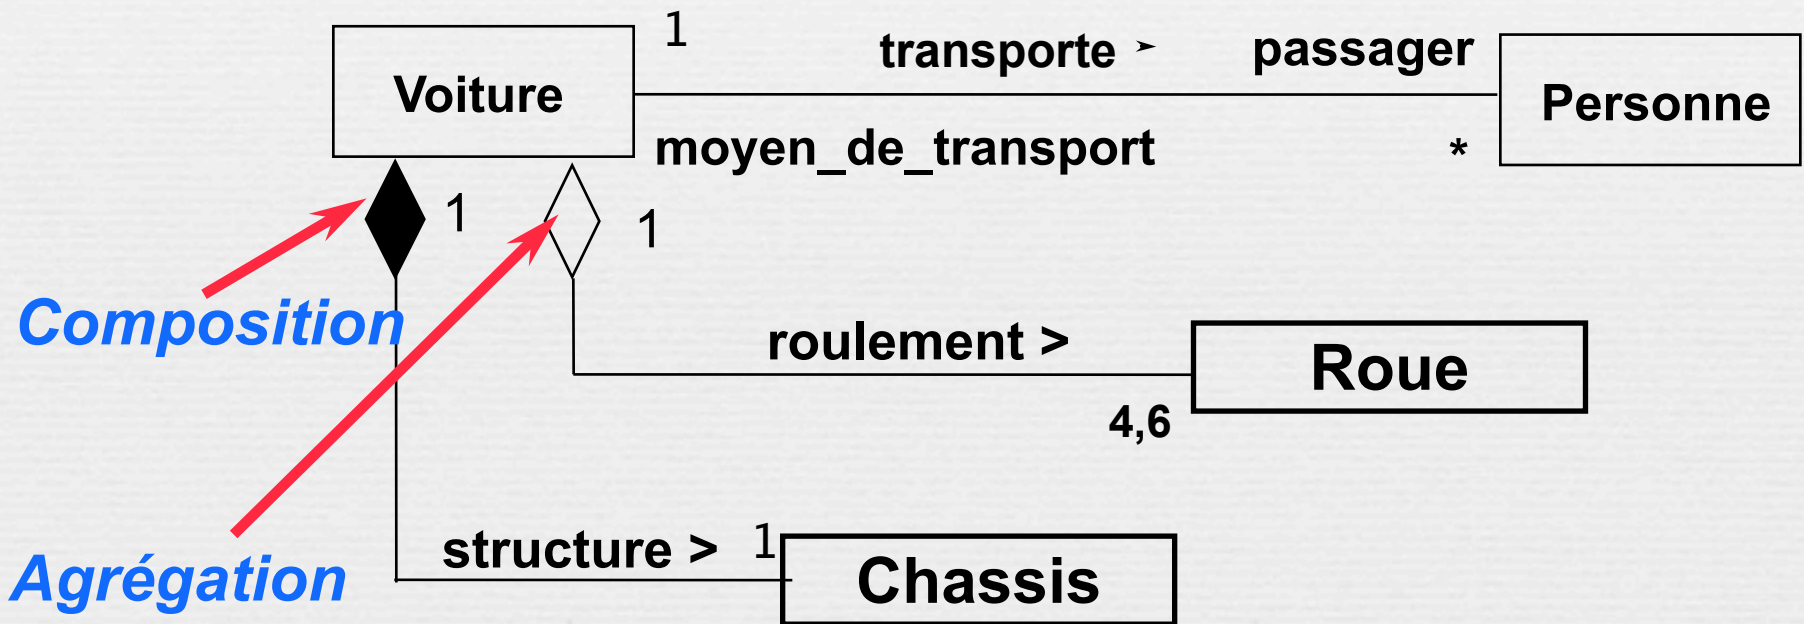 1
transporte ➢
passager
Voiture
Personne
moyen_de_transport
*
1
1
Composition
roulement >
Roue
4,6
structure >
1
Chassis
Agrégation